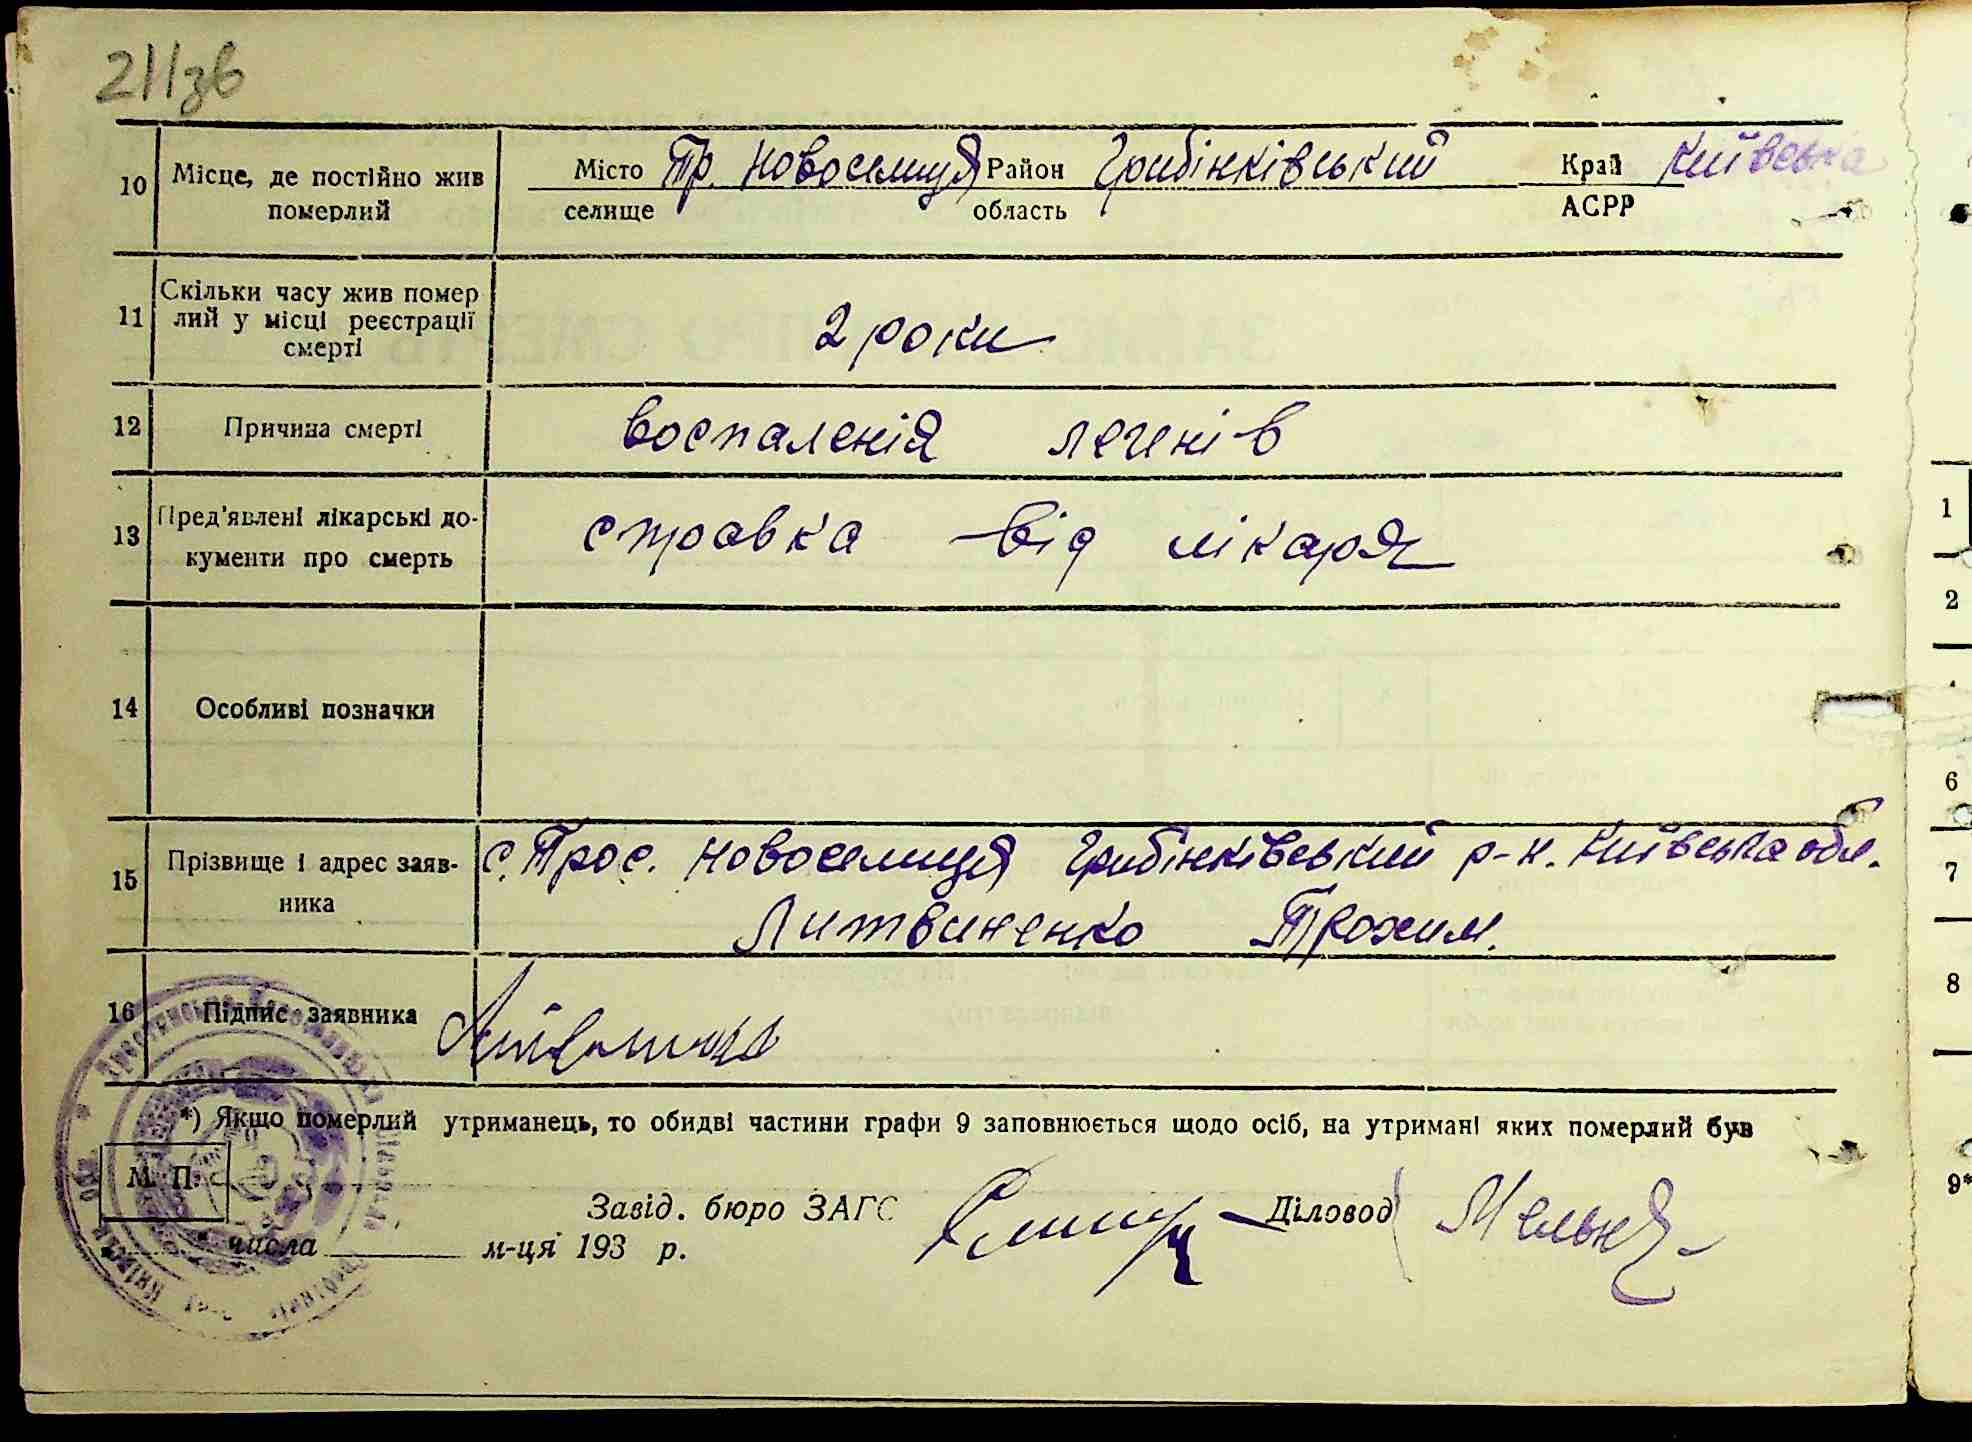 211зв
10 Місце, де постійно жив померлий
Місто Тр. Новоселиця Район Грибінківський Край Київська
селище область АСРР
11 Скільки часу жив померлий у місці реєстрації смерті
2 роки
12 Причина смерті воспаленія легенів
13 Пред'явлені лікарські документи про смерть
справка від лікаря
14 Особливі позначки
15 Прізвище і адрес заявника
с. Трос. Новоселиця Грибінківський р-н. Київська обл.
Литвиненко Трохим.
16 Підпис заявника
*) Якщо померлий утриманець, то обидві частини графи 9 заповнюється щодо осіб, на утримані яких померлий був
М. П.
Завід. бюро ЗАГС Діловод
числа м-ця 193 р.
1
2
6
7
8
9*